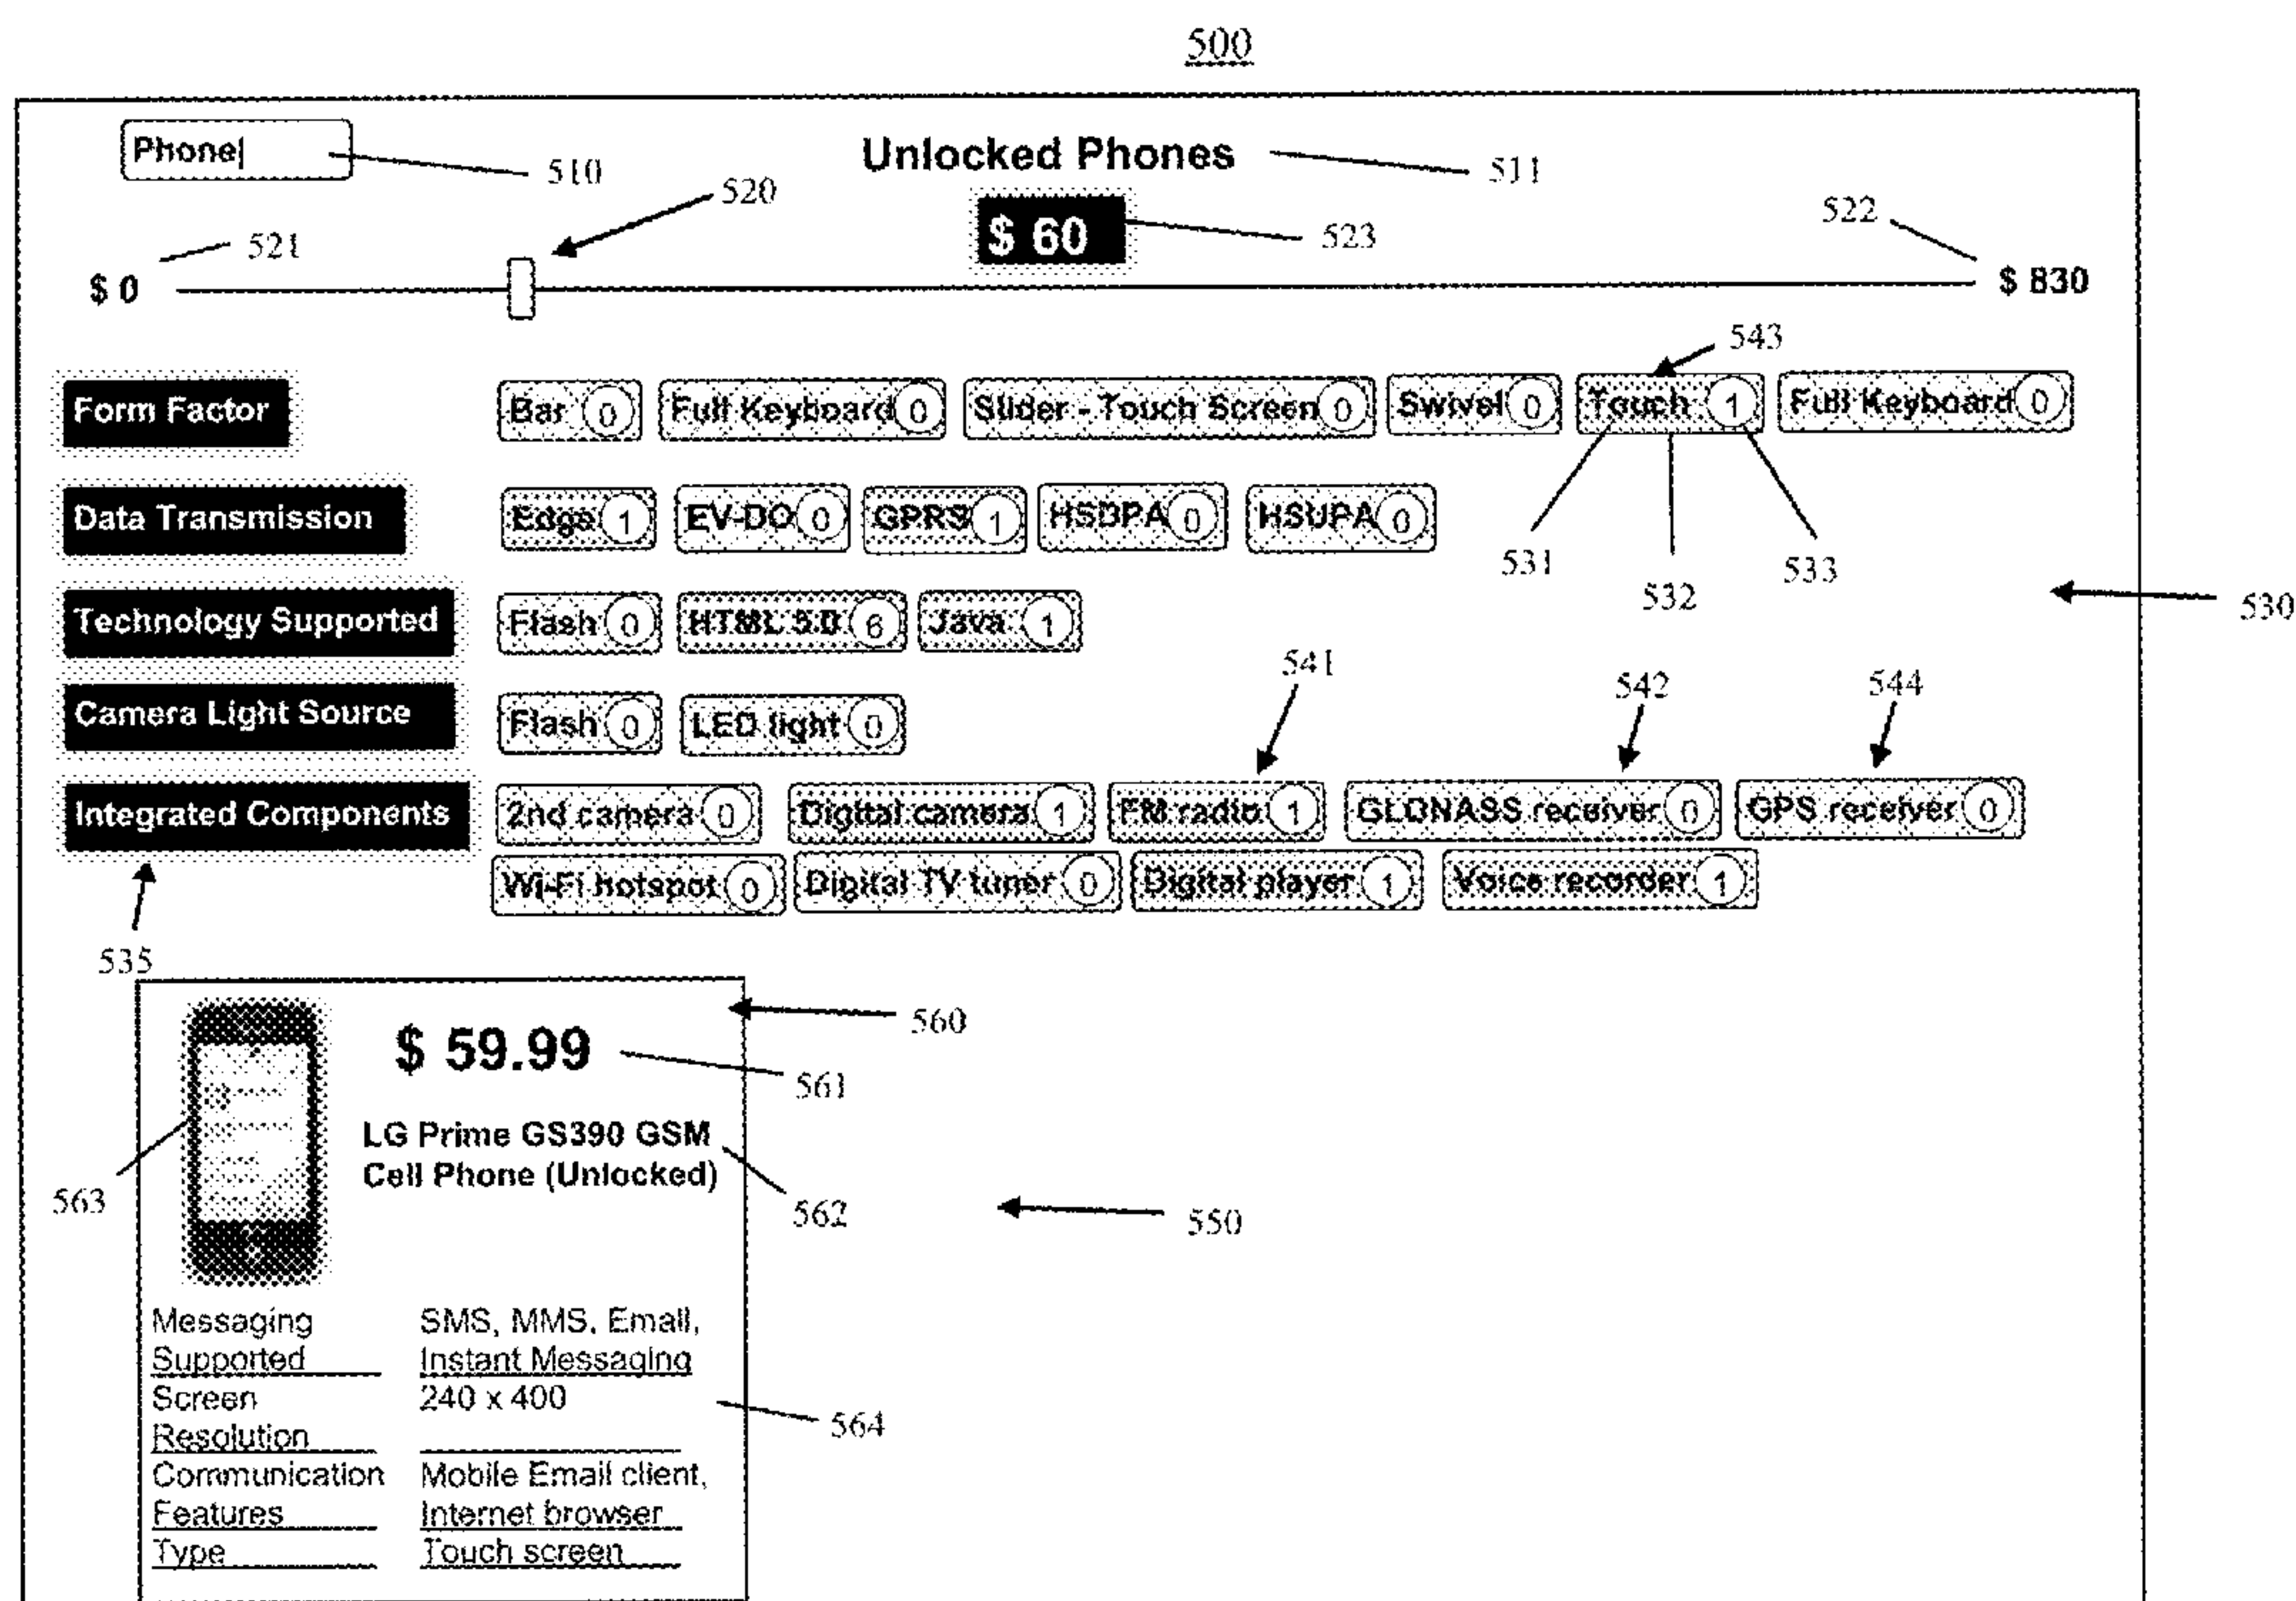 500
Phone
510
Unlocked Phones
511
520
$ 60
523
522
521
$ 0
$ 830
543
Form Factor
Bar 0
Full Keyboard 0
Slider - Touch Screen 0
Swivel 0
Touch 1
Full Keyboard 0
Data Transmission
Edge 1
EV-DO 0
GPRS 1
HSDPA 0
HSUPA 0
531
532
533
530
Technology Supported
Flash 0
HTML 5.0 6
Java 1
541
542
544
Camera Light Source
Flash 0
LED light 0
Integrated Components
2nd camera 0
Digital camera 1
FM radio 1
GLONASS receiver 0
GPS receiver 0
Wi-Fi hotspot 0
Digital TV tuner 0
Digital player 1
Voice recorder 1
535
560
$ 59.99
561
LG Prime GS390 GSM
Cell Phone (Unlocked)
563
562
550
Messaging SMS, MMS, Email,
Supported Instant Messaging
Screen 240 x 400
564
Resolution
Communication Mobile Email client,
Features Internet browser
Type Touch screen